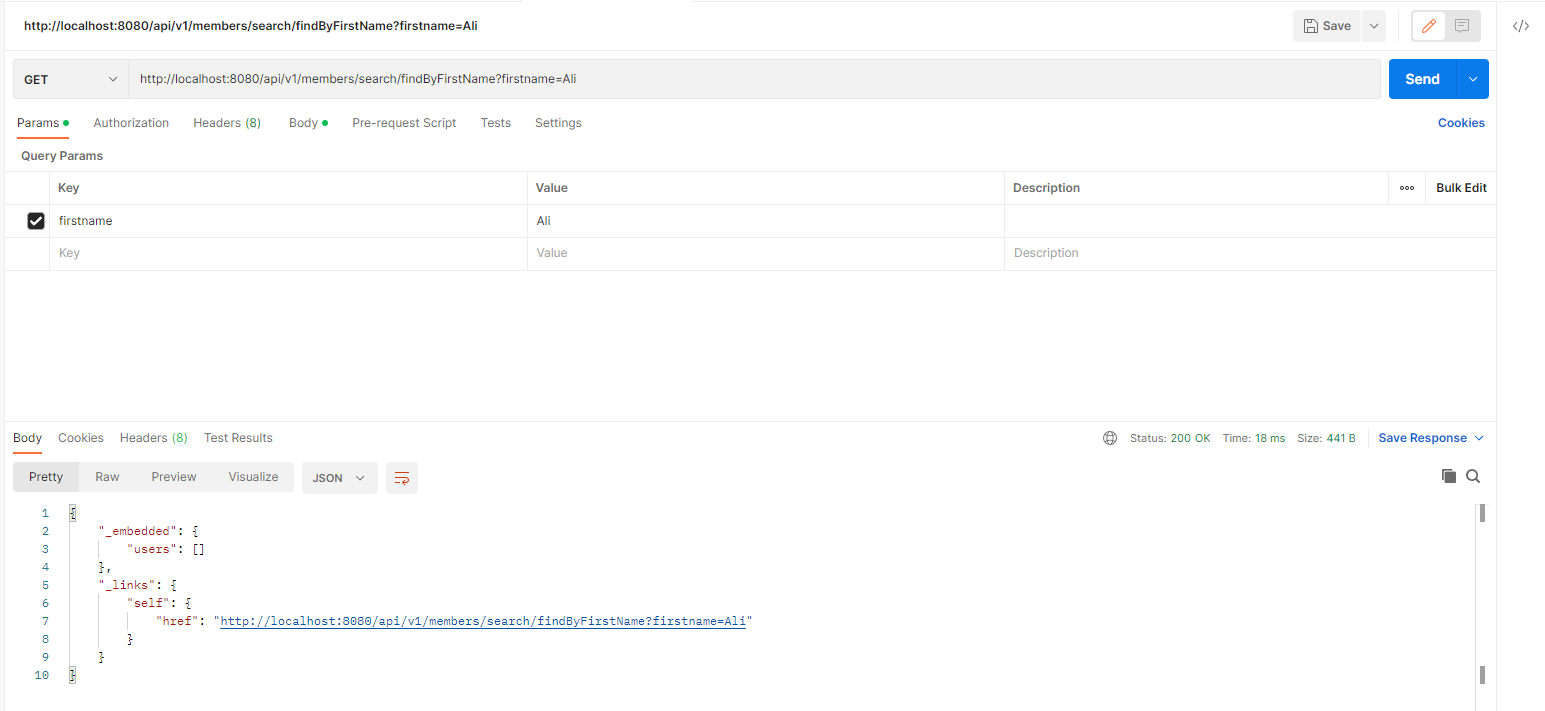 http://localhost:8080/api/v1/members/search/findByFirstName?firstname=Ali
Save
</>
GET
http://localhost:8080/api/v1/members/search/findByFirstName?firstname=Ali
Send
Params Authorization Headers (8) Body Pre-request Script Tests Settings Cookies
Query Params
Key Value Description Bulk Edit
firstname Ali
Key Value Description
Body Cookies Headers (8) Test Results Status: 200 OK Time: 18 ms Size: 441 B Save Response
Pretty Raw Preview Visualize JSON
1 {
2 "_embedded": {
3 "users": []
4 },
5 "_links": {
6 "self": {
7 "href": "http://localhost:8080/api/v1/members/search/findByFirstName?firstname=Ali"
8 }
9 }
10 }